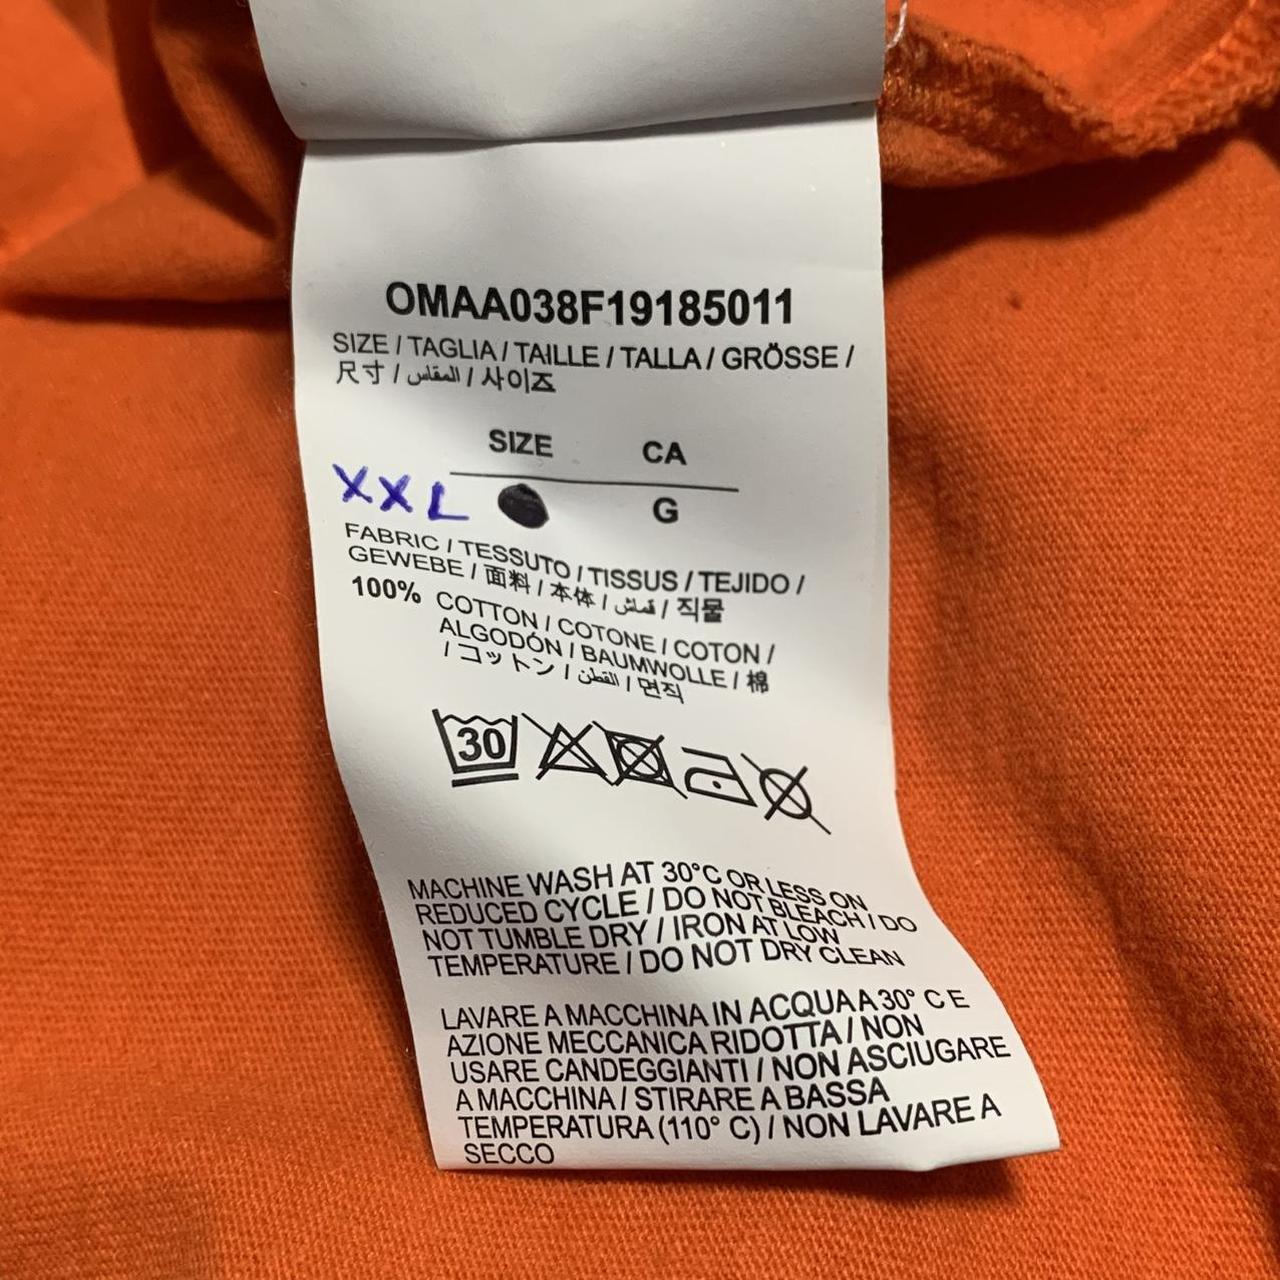 OMAA038F19185011
SIZE / TAGLIA / TAILLE / TALLA / GRÖSSE /
尺寸 / المقاس / 사이즈
SIZE CA
XXL G
FABRIC / TESSUTO / TISSUS / TEJIDO /
GEWEBE / 面料 / 本体 / قماش / 직물
100% COTTON / COTONE / COTON /
ALGODÓN / BAUMWOLLE / 棉
/ コットン / القطن / 면직
30
MACHINE WASH AT 30°C OR LESS ON
REDUCED CYCLE / DO NOT BLEACH / DO
NOT TUMBLE DRY / IRON AT LOW
TEMPERATURE / DO NOT DRY CLEAN
LAVARE A MACCHINA IN ACQUA A 30° C E
AZIONE MECCANICA RIDOTTA / NON
USARE CANDEGGIANTI / NON ASCIUGARE
A MACCHINA / STIRARE A BASSA
TEMPERATURA (110° C) / NON LAVARE A
SECCO